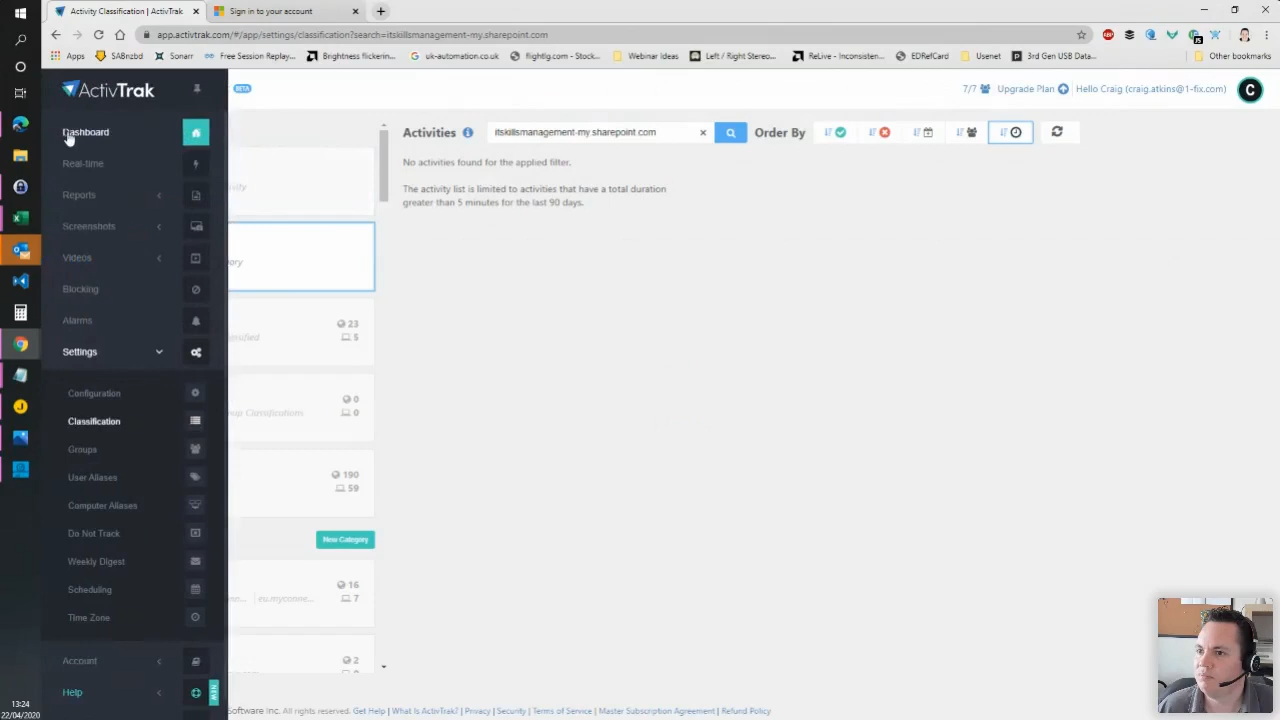 Activity Classification | ActivTrak
Sign in to your account
app.activtrak.com/#/app/settings/classification?search=itskillsmanagement-my.sharepoint.com
Apps
SABnzbd
Sonarr
Free Session Replay...
Brightness flickerin...
uk-automation.co.uk
flightlg.com - Stock...
Webinar Ideas
Left / Right Stereo...
ReLive - Inconsisten...
EDRefCard
Usenet
3rd Gen USB Data...
Other bookmarks
ActivTrak
BETA
7/7
Upgrade Plan
Hello Craig (craig.atkins@1-fix.com)
C
Dashboard
Real-time
Reports
Screenshots
Videos
Blocking
Alarms
Settings
Configuration
Classification
Groups
User Aliases
Computer Aliases
Do Not Track
Weekly Digest
Scheduling
Time Zone
Account
Help
NEW
23
5
0
0
190
59
New Category
eu.myconne...
16
7
2
Activities
itskillsmanagement-my.sharepoint.com
Order By
No activities found for the applied filter.
The activity list is limited to activities that have a total duration
greater than 5 minutes for the last 90 days.
Software Inc. All rights reserved. Get Help | What Is ActivTrak? | Privacy | Security | Terms of Service | Master Subscription Agreement | Refund Policy
13:24
22/04/2020